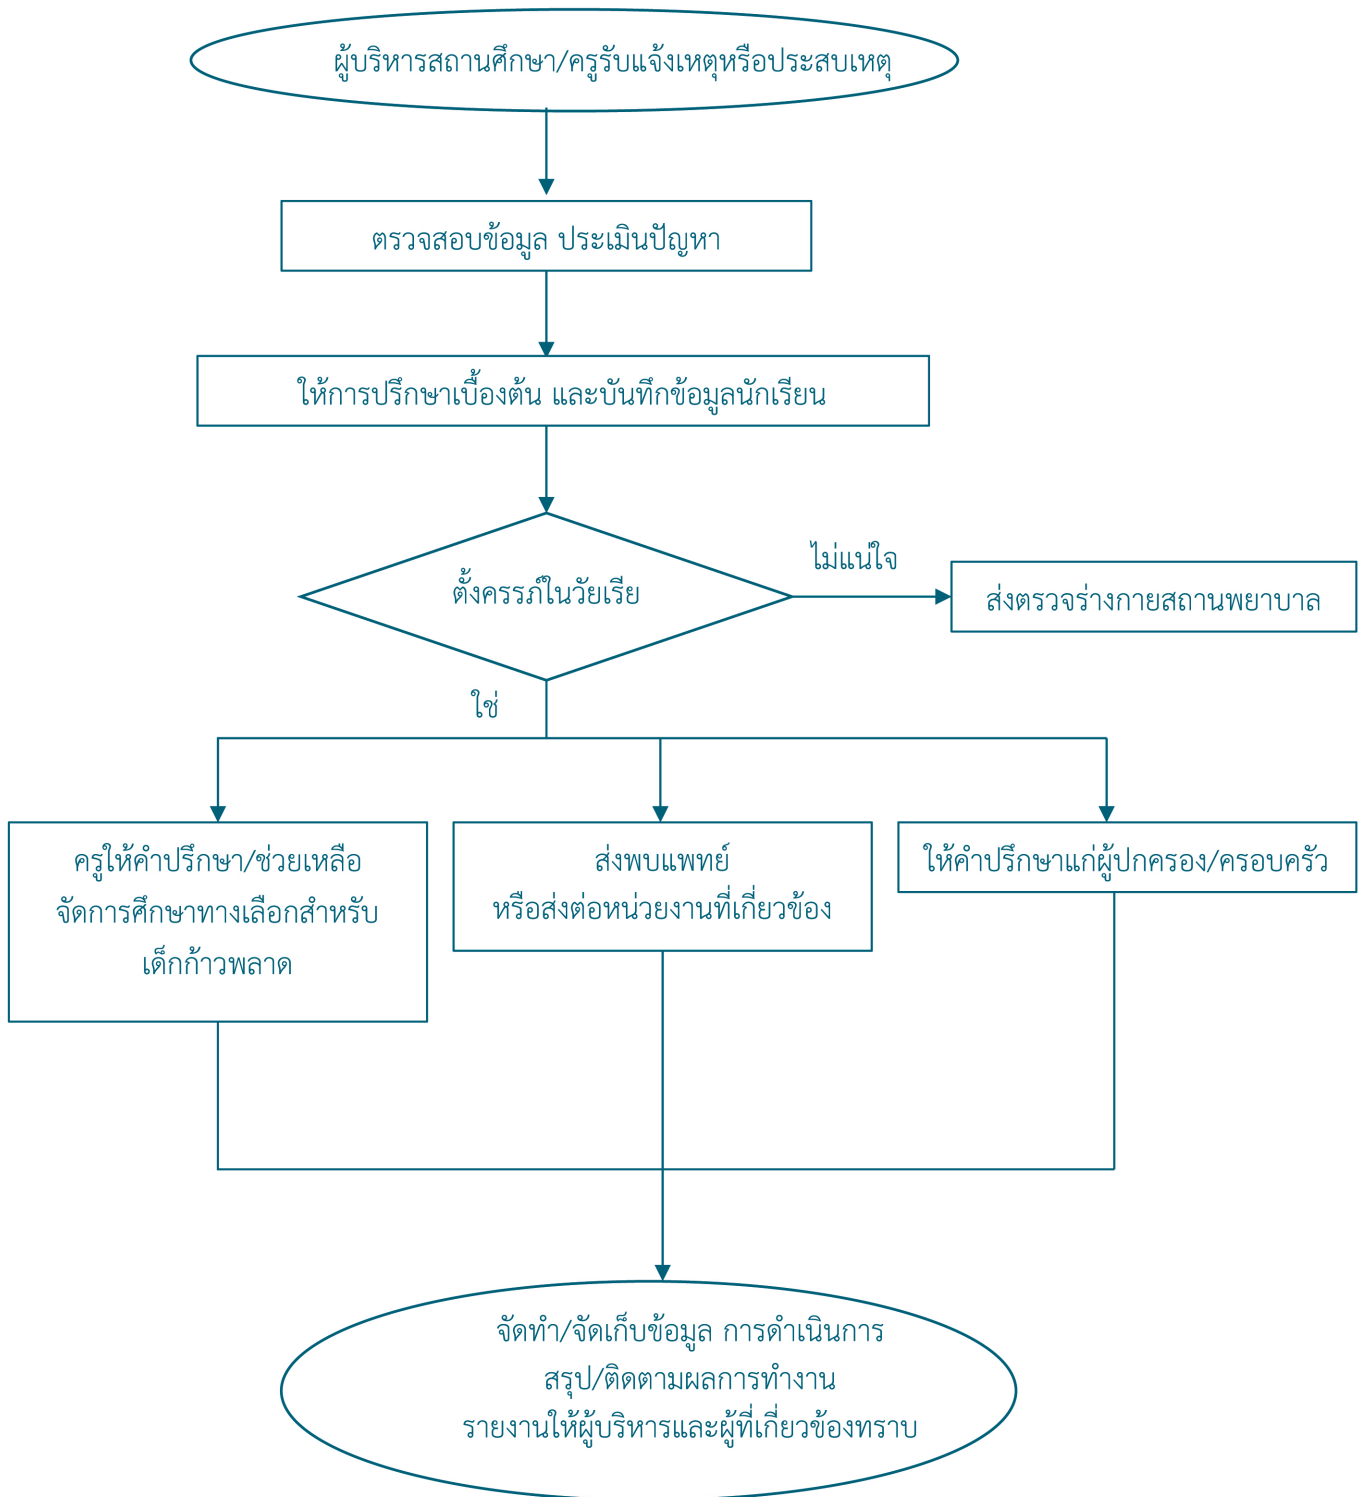 ผู้บริหารสถานศึกษา/ครูรับแจ้งเหตุหรือประสบเหตุ
ตรวจสอบข้อมูล ประเมินปัญหา
ให้การปรึกษาเบื้องต้น และบันทึกข้อมูลนักเรียน
ตั้งครรภ์ในวัยเรีย
ไม่แน่ใจ
ส่งตรวจร่างกายสถานพยาบาล
ใช่
ครูให้คำปรึกษา/ช่วยเหลือ
จัดการศึกษาทางเลือกสำหรับ
เด็กก้าวพลาด
ส่งพบแพทย์
หรือส่งต่อหน่วยงานที่เกี่ยวข้อง
ให้คำปรึกษาแก่ผู้ปกครอง/ครอบครัว
จัดทำ/จัดเก็บข้อมูล การดำเนินการ
สรุป/ติดตามผลการทำงาน
รายงานให้ผู้บริหารและผู้ที่เกี่ยวข้องทราบ